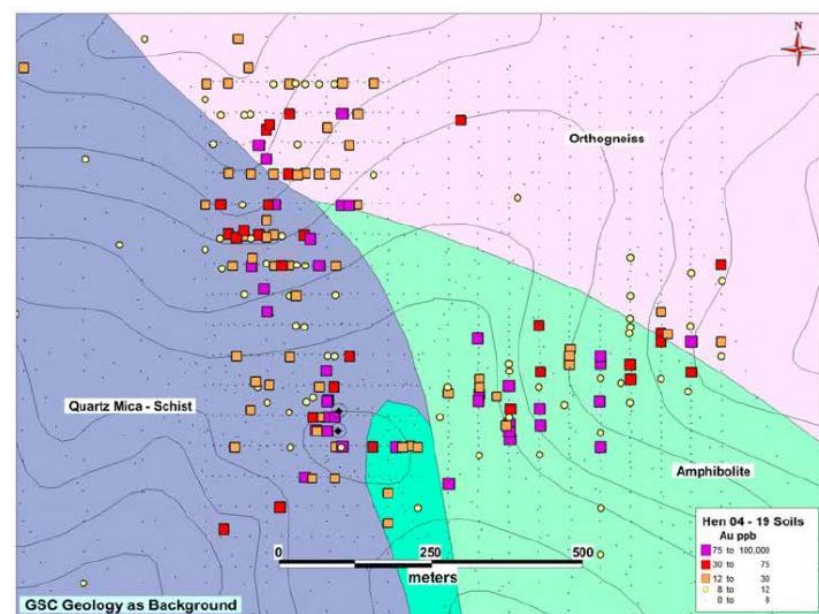 N
Orthogneiss
Quartz Mica - Schist
Amphibolite
Hen 04 - 19 Soils
Au ppb
75 to 100,000
30 to 75
12 to 30
8 to 12
0 to 8
0 250 500
meters
GSC Geology as Background